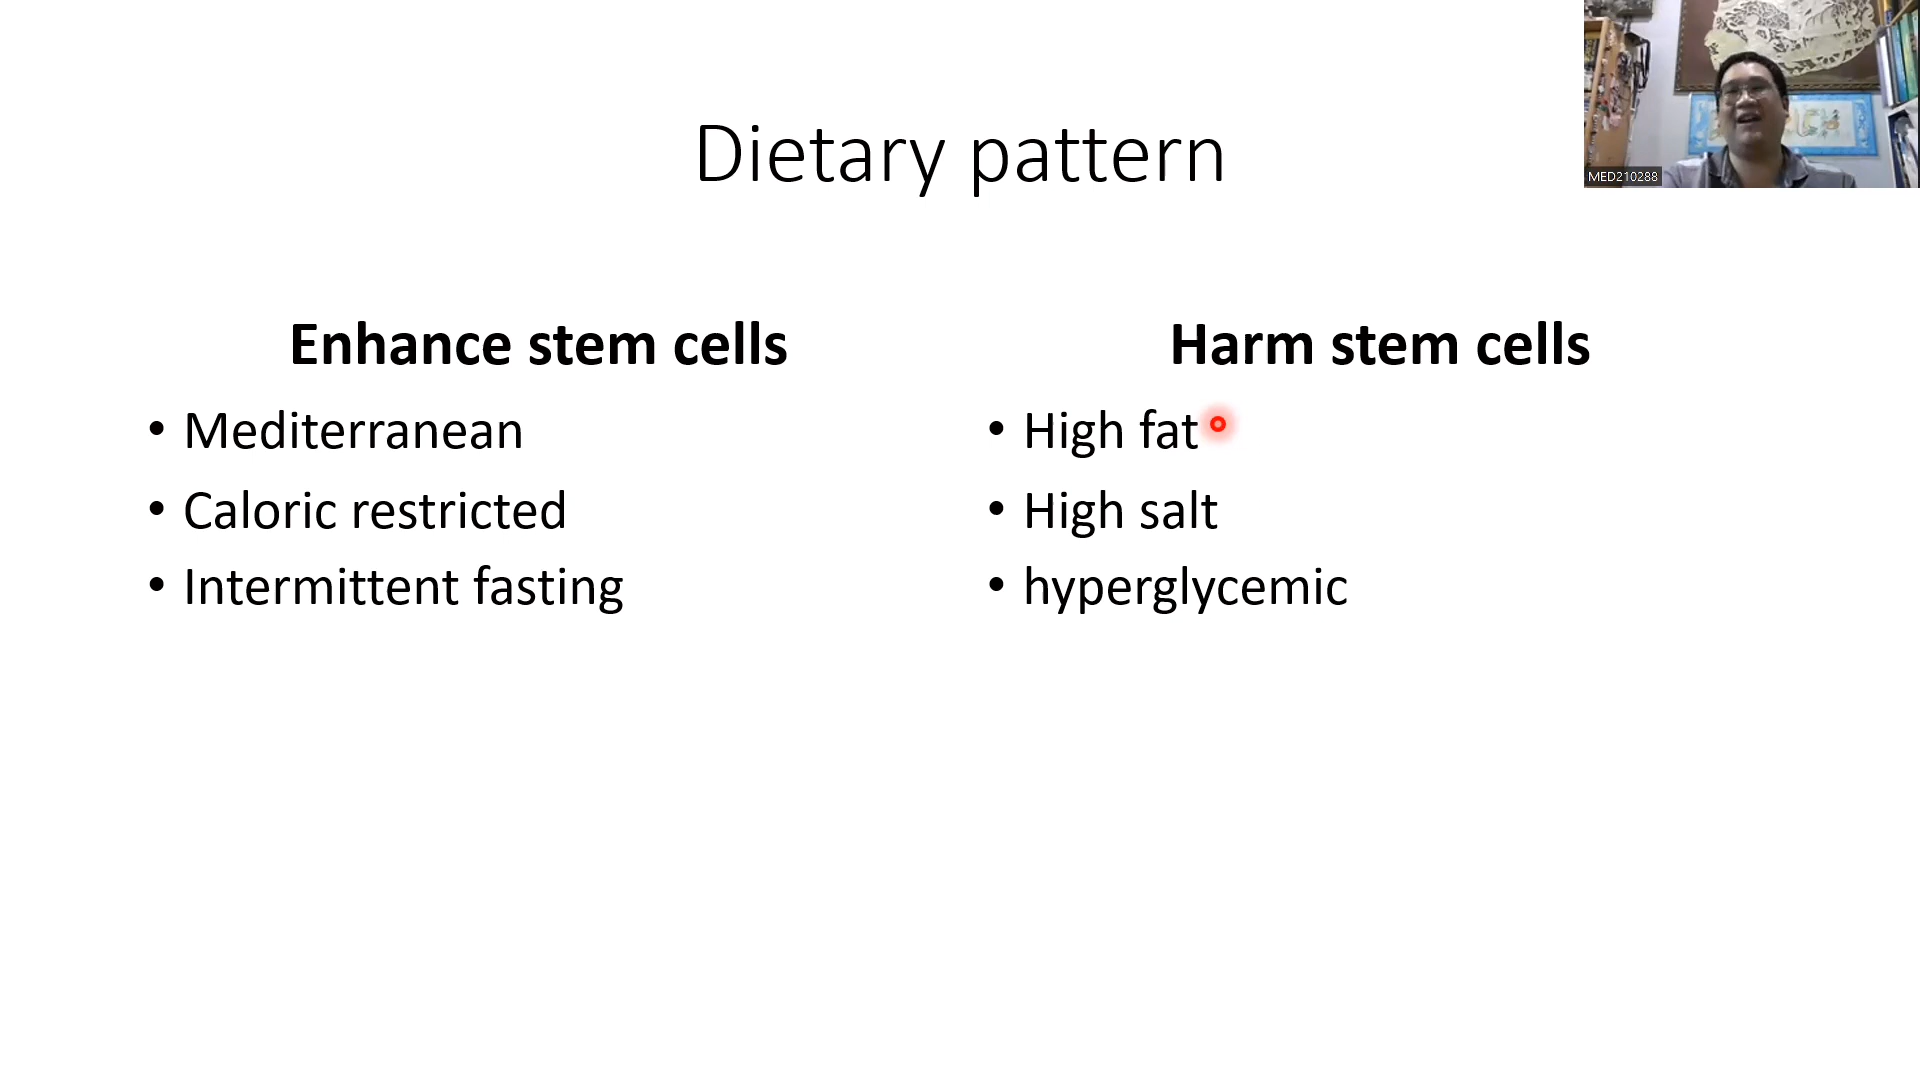 Dietary pattern
MED210288
Enhance stem cells
• Mediterranean
• Caloric restricted
• Intermittent fasting
Harm stem cells
• High fat
• High salt
• hyperglycemic